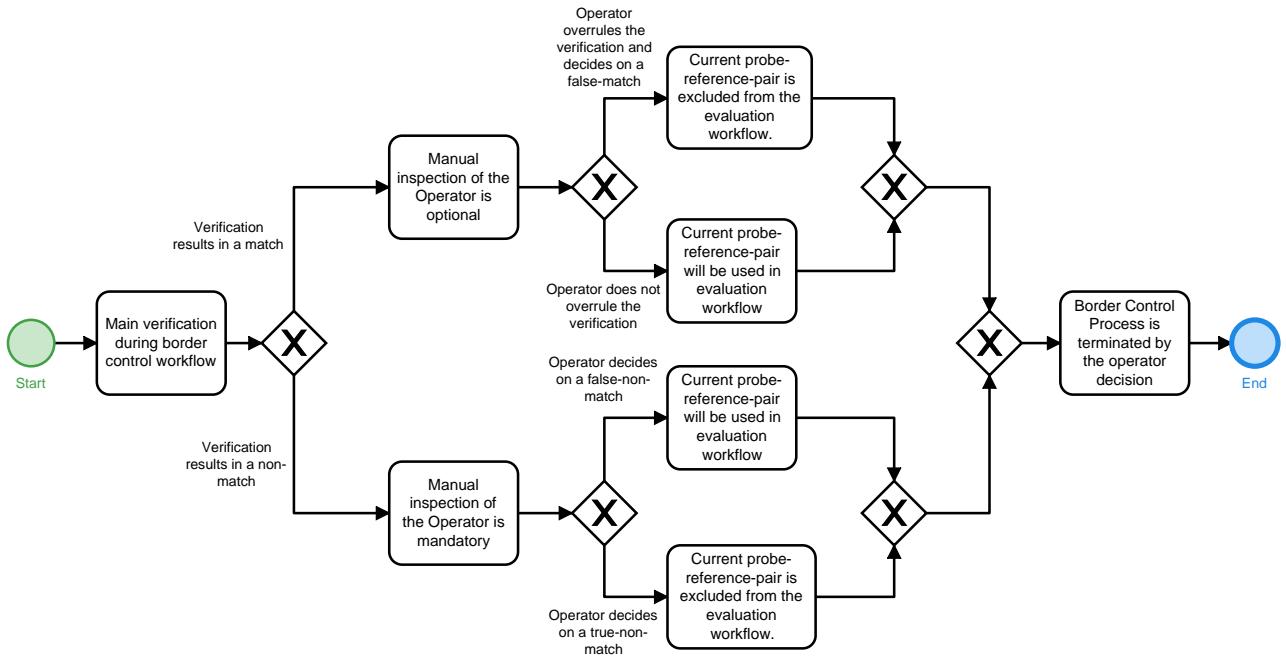 Start
Main verification
during border
control workflow
Verification
results in a match
Verification
results in a non-
match
Manual
inspection of the
Operator is
optional
Manual
inspection of
the Operator is
mandatory
Operator
overrules the
verification and
decides on a
false-match
Operator does not
overrule the
verification
Operator decides
on a false-non-
match
Operator decides
on a true-non-
match
Current probe-
reference-pair is
excluded from the
evaluation
workflow.
Current probe-
reference-pair
will be used in
evaluation
workflow
Current probe-
reference-pair
will be used in
evaluation
workflow
Current probe-
reference-pair is
excluded from the
evaluation
workflow.
Border Control
Process is
terminated by
the operator
decision
End